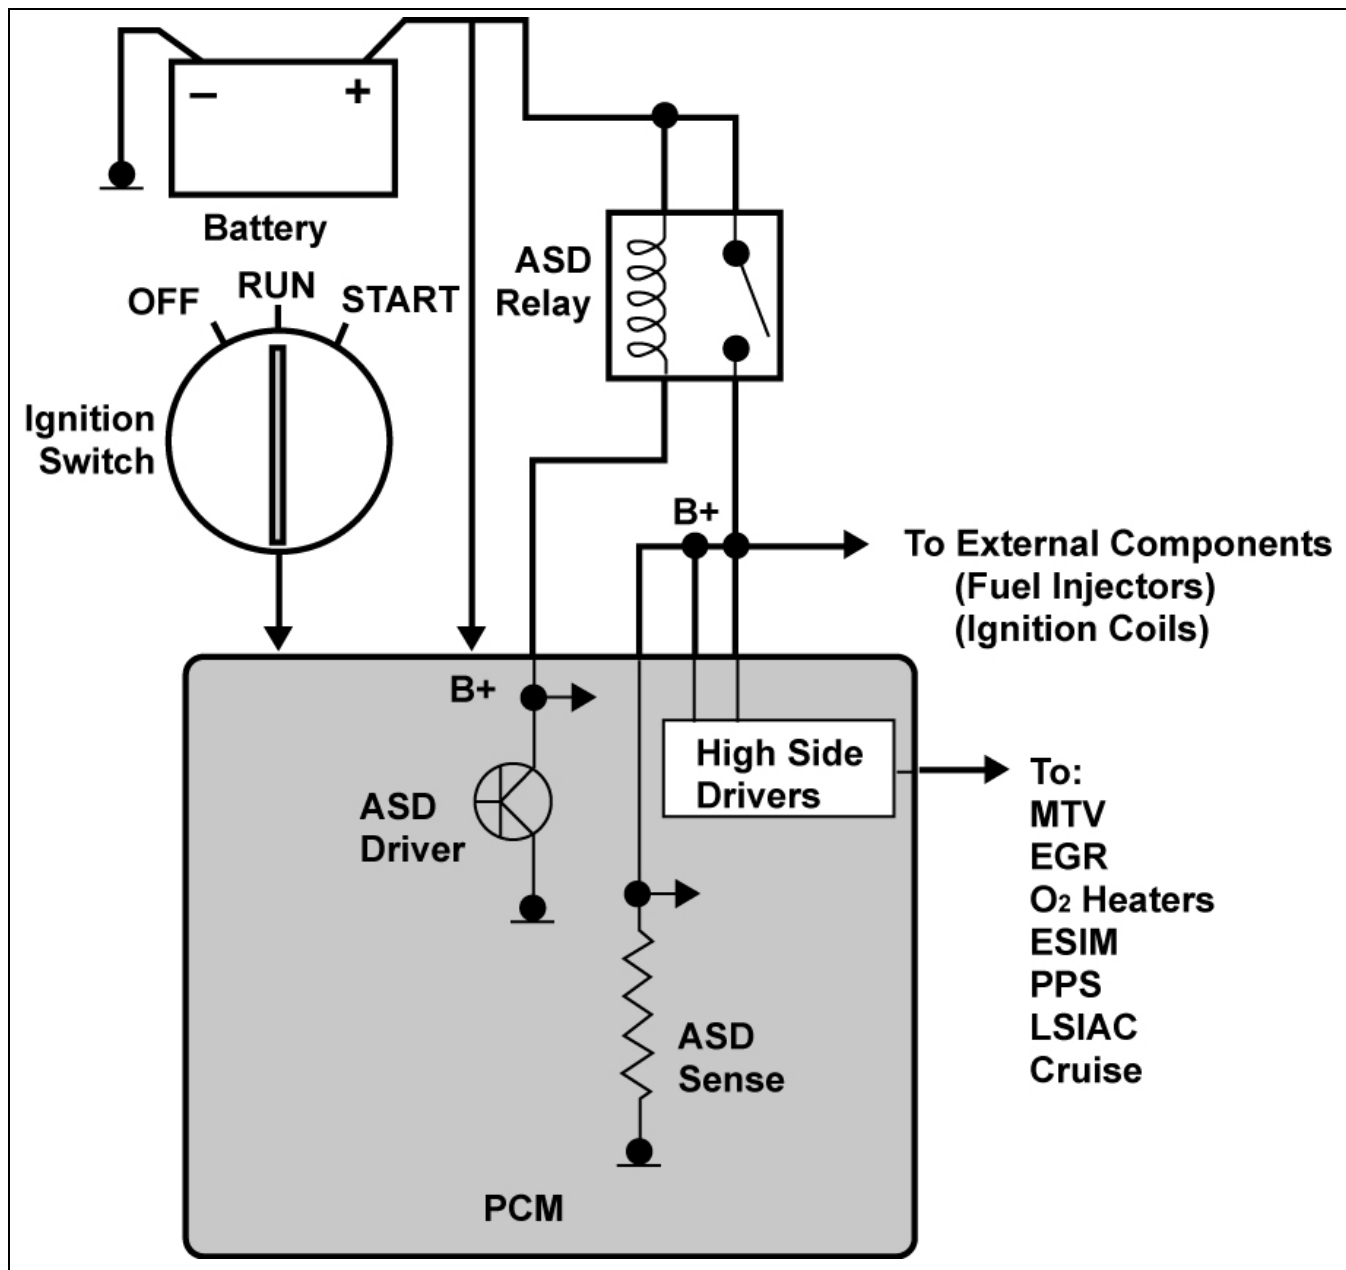 – +
Battery
OFF RUN START
Ignition
Switch
ASD
Relay
B+
To External Components
(Fuel Injectors)
(Ignition Coils)
B+
ASD
Driver
High Side
Drivers
To:
MTV
EGR
O2 Heaters
ESIM
PPS
LSIAC
Cruise
ASD
Sense
PCM